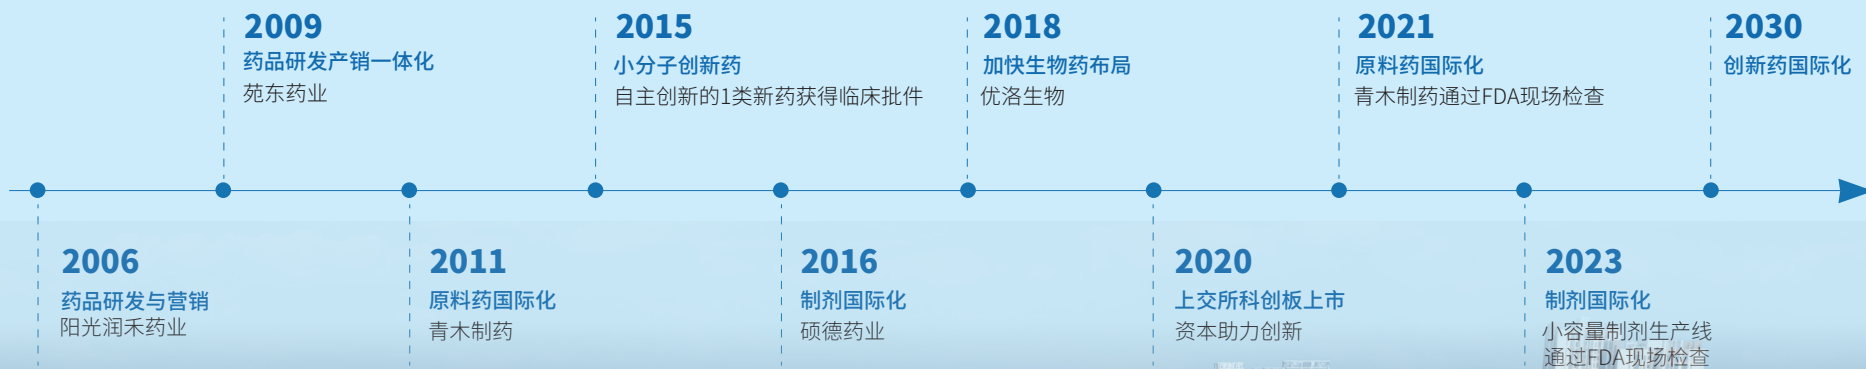 2009
药品研发产销一体化
苑东药业
2015
小分子创新药
自主创新的1类新药获得临床批件
2018
加快生物药布局
优洛生物
2021
原料药国际化
青木制药通过FDA现场检查
2030
创新药国际化
2006
药品研发与营销
阳光润禾药业
2011
原料药国际化
青木制药
2016
制剂国际化
硕德药业
2020
上交所科创板上市
资本助力创新
2023
制剂国际化
小容量制剂生产线
通过FDA现场检查